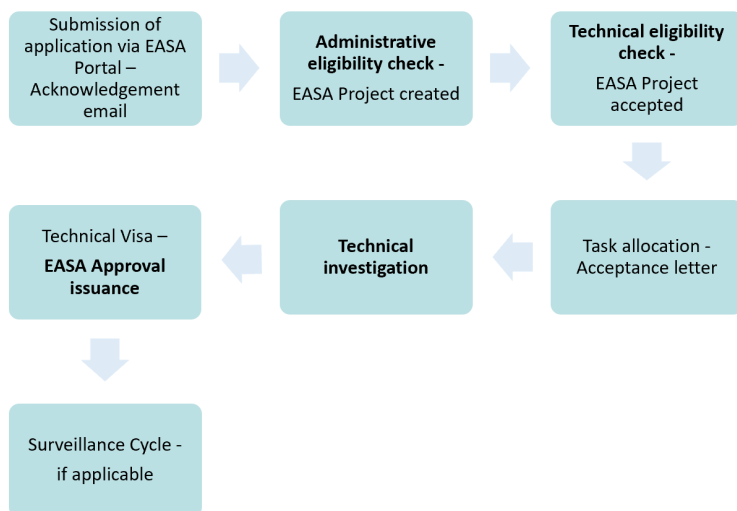 Submission of
application via EASA
Portal –
Acknowledgement
email
Administrative
eligibility check -
EASA Project created
Technical eligibility
check -
EASA Project
accepted
Task allocation -
Acceptance letter
Technical
investigation
Technical Visa –
EASA Approval
issuance
Surveillance Cycle -
if applicable